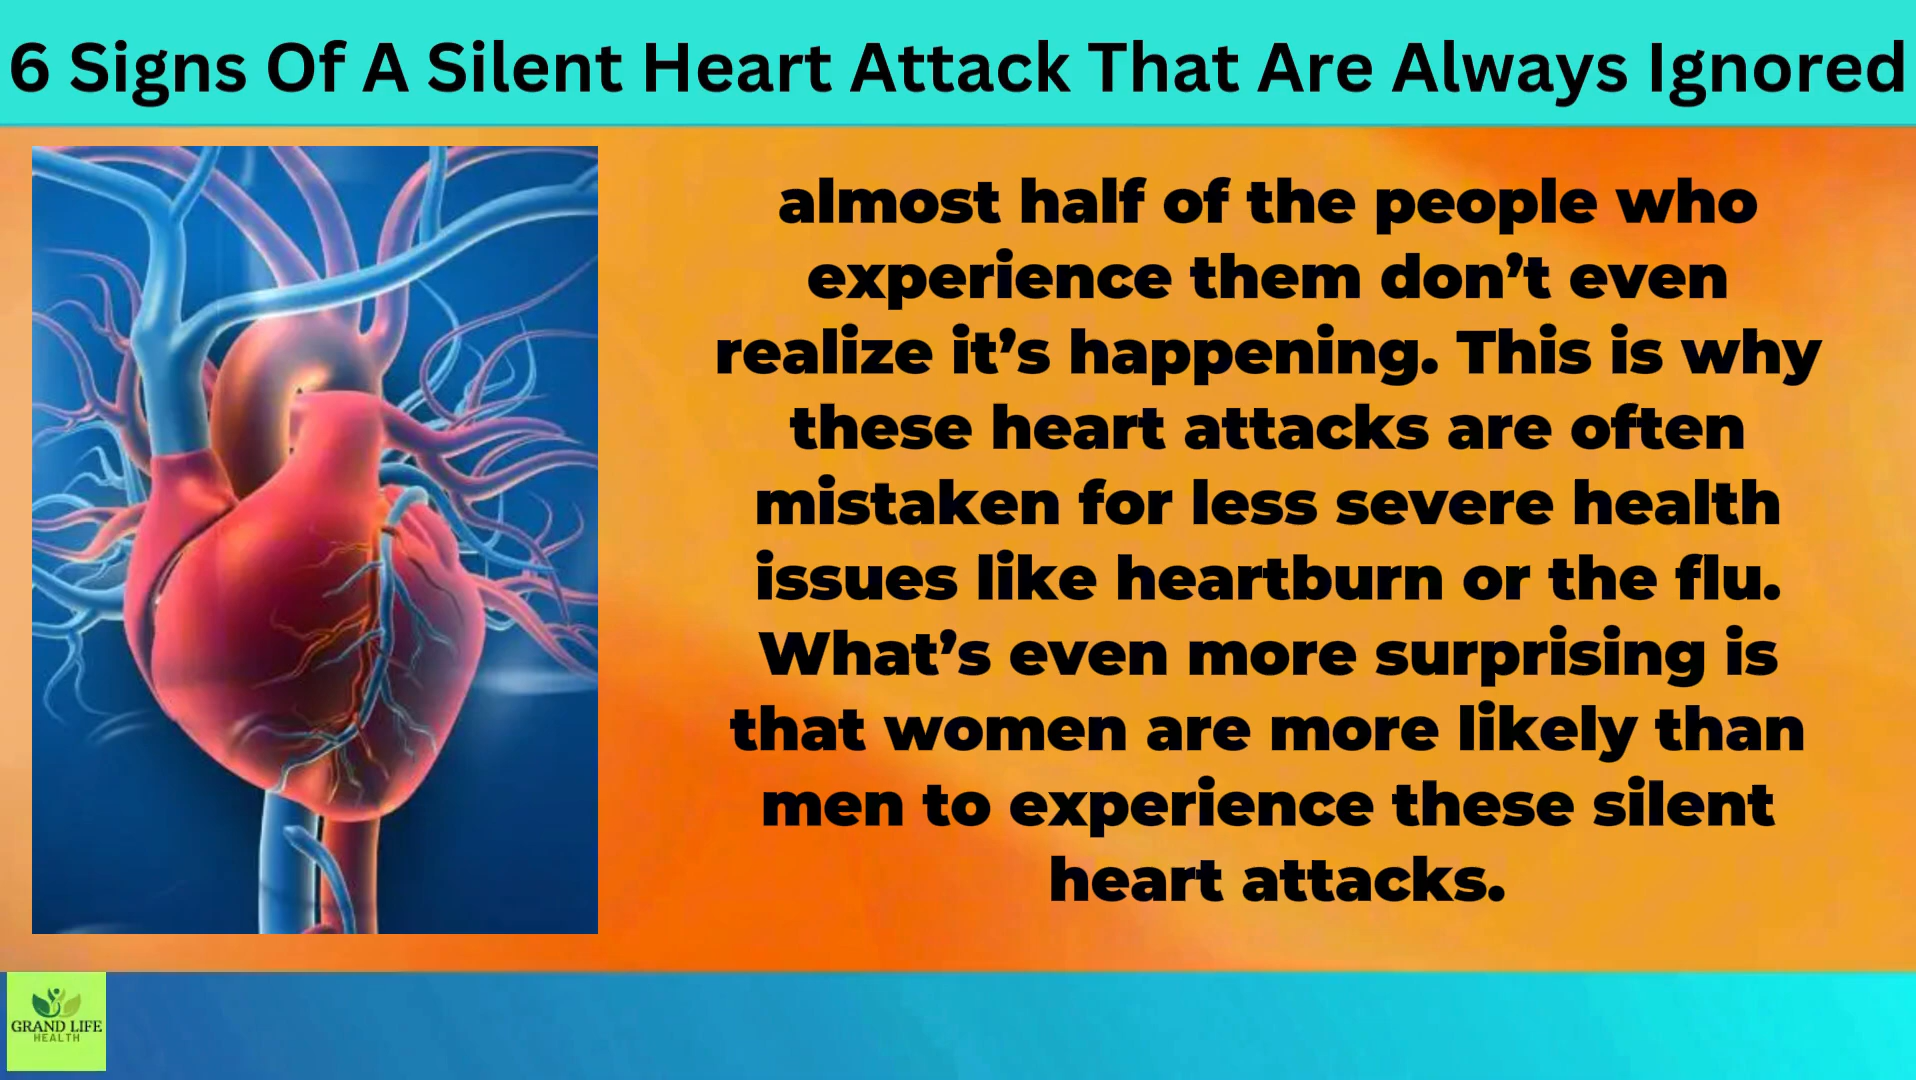 6 Signs Of A Silent Heart Attack That Are Always Ignored
almost half of the people who
experience them don’t even
realize it’s happening. This is why
these heart attacks are often
mistaken for less severe health
issues like heartburn or the flu.
What’s even more surprising is
that women are more likely than
men to experience these silent
heart attacks.
GRAND LIFE
HEALTH